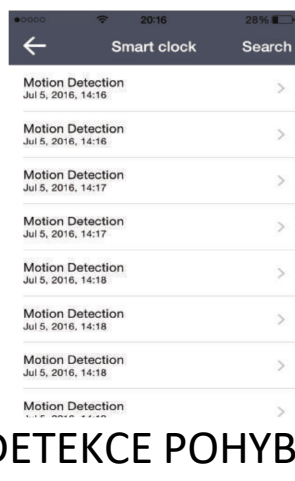 20:16 28%
Smart clock Search
Motion Detection
Jul 5, 2016, 14:16
Motion Detection
Jul 5, 2016, 14:16
Motion Detection
Jul 5, 2016, 14:17
Motion Detection
Jul 5, 2016, 14:17
Motion Detection
Jul 5, 2016, 14:18
Motion Detection
Jul 5, 2016, 14:18
Motion Detection
Jul 5, 2016, 14:18
Motion Detection
DETEKCE POHYB